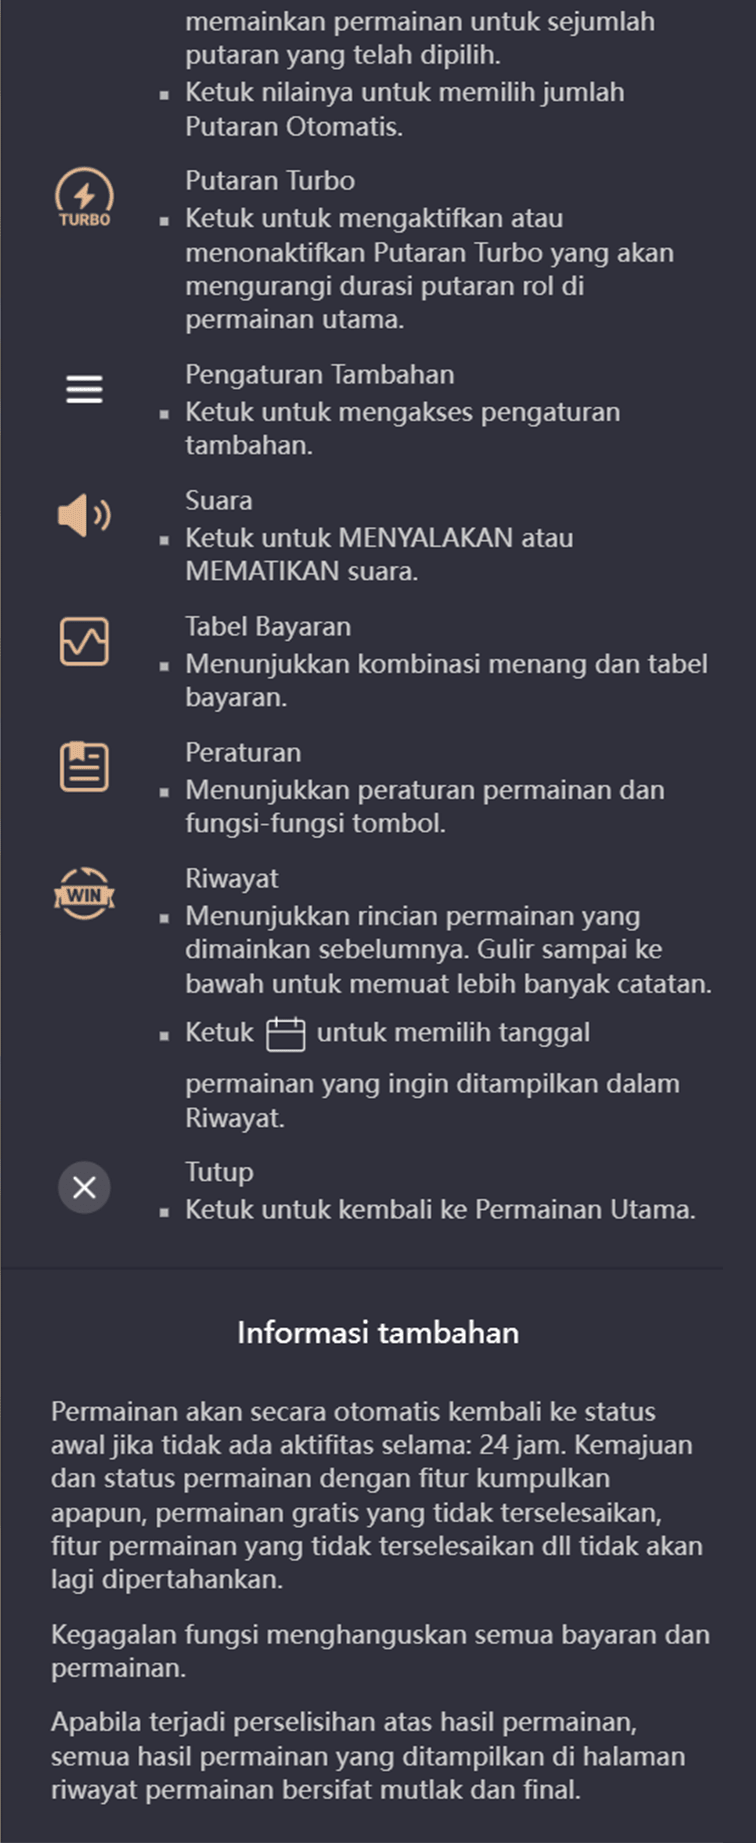 memainkan permainan untuk sejumlah
putaran yang telah dipilih.
▪ Ketuk nilainya untuk memilih jumlah
Putaran Otomatis.
Putaran Turbo
TURBO
▪ Ketuk untuk mengaktifkan atau
menonaktifkan Putaran Turbo yang akan
mengurangi durasi putaran rol di
permainan utama.
Pengaturan Tambahan
▪ Ketuk untuk mengakses pengaturan
tambahan.
Suara
▪ Ketuk untuk MENYALAKAN atau
MEMATIKAN suara.
Tabel Bayaran
▪ Menunjukkan kombinasi menang dan tabel
bayaran.
Peraturan
▪ Menunjukkan peraturan permainan dan
fungsi-fungsi tombol.
Riwayat
WIN
▪ Menunjukkan rincian permainan yang
dimainkan sebelumnya. Gulir sampai ke
bawah untuk memuat lebih banyak catatan.
▪ Ketuk untuk memilih tanggal
permainan yang ingin ditampilkan dalam
Riwayat.
Tutup
▪ Ketuk untuk kembali ke Permainan Utama.
Informasi tambahan
Permainan akan secara otomatis kembali ke status
awal jika tidak ada aktifitas selama: 24 jam. Kemajuan
dan status permainan dengan fitur kumpulkan
apapun, permainan gratis yang tidak terselesaikan,
fitur permainan yang tidak terselesaikan dll tidak akan
lagi dipertahankan.
Kegagalan fungsi menghanguskan semua bayaran dan
permainan.
Apabila terjadi perselisihan atas hasil permainan,
semua hasil permainan yang ditampilkan di halaman
riwayat permainan bersifat mutlak dan final.